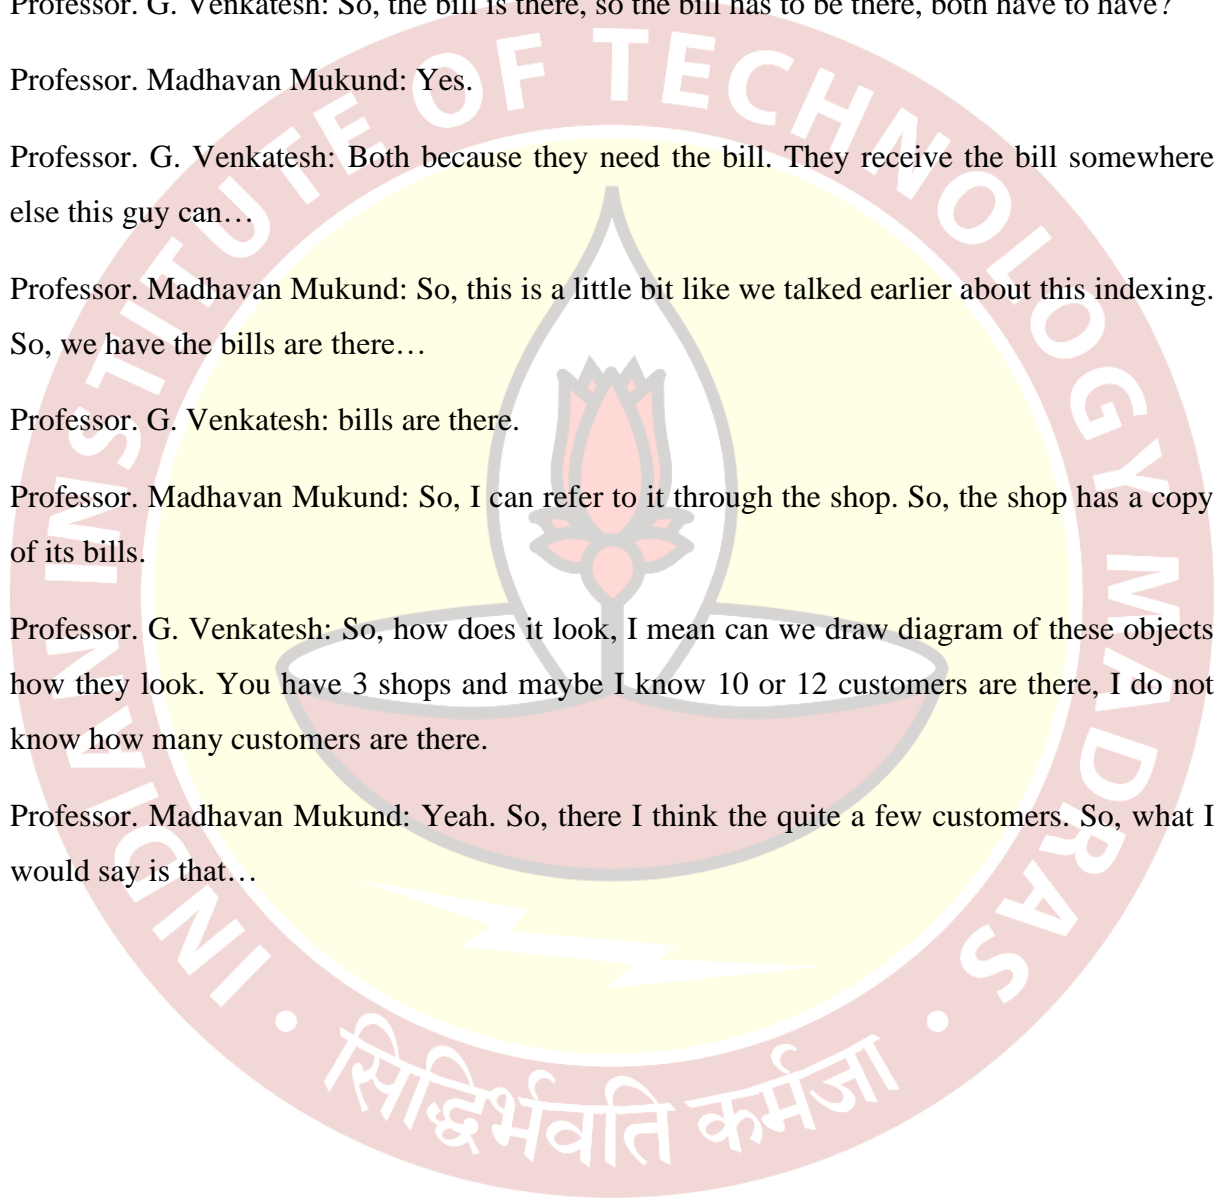 Professor. G. Venkatesh: So, the bill is there, so the bill has to be there, both have to have?
Professor. Madhavan Mukund: Yes.
Professor. G. Venkatesh: Both because they need the bill. They receive the bill somewhere
else this guy can…
Professor. Madhavan Mukund: So, this is a little bit like we talked earlier about this indexing.
So, we have the bills are there…
Professor. G. Venkatesh: bills are there.
Professor. Madhavan Mukund: So, I can refer to it through the shop. So, the shop has a copy
of its bills.
Professor. G. Venkatesh: So, how does it look, I mean can we draw diagram of these objects
how they look. You have 3 shops and maybe I know 10 or 12 customers are there, I do not
know how many customers are there.
Professor. Madhavan Mukund: Yeah. So, there I think the quite a few customers. So, what I
would say is that…
INDIAN INSTITUTE OF TECHNOLOGY MADRAS
सिद्धिर्भवति कर्मजा